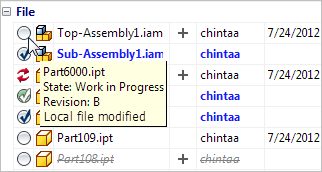 File
Top-Assembly1.iam + chintaa 7/24/2012
Sub-Assembly1.iam chintaa
Part6000.ipt + chintaa 7/24/2012
State: Work in Progress
Revision: B chintaa
Local file modified chintaa
Part109.ipt chintaa 7/24/2012
Part108.ipt + chintaa